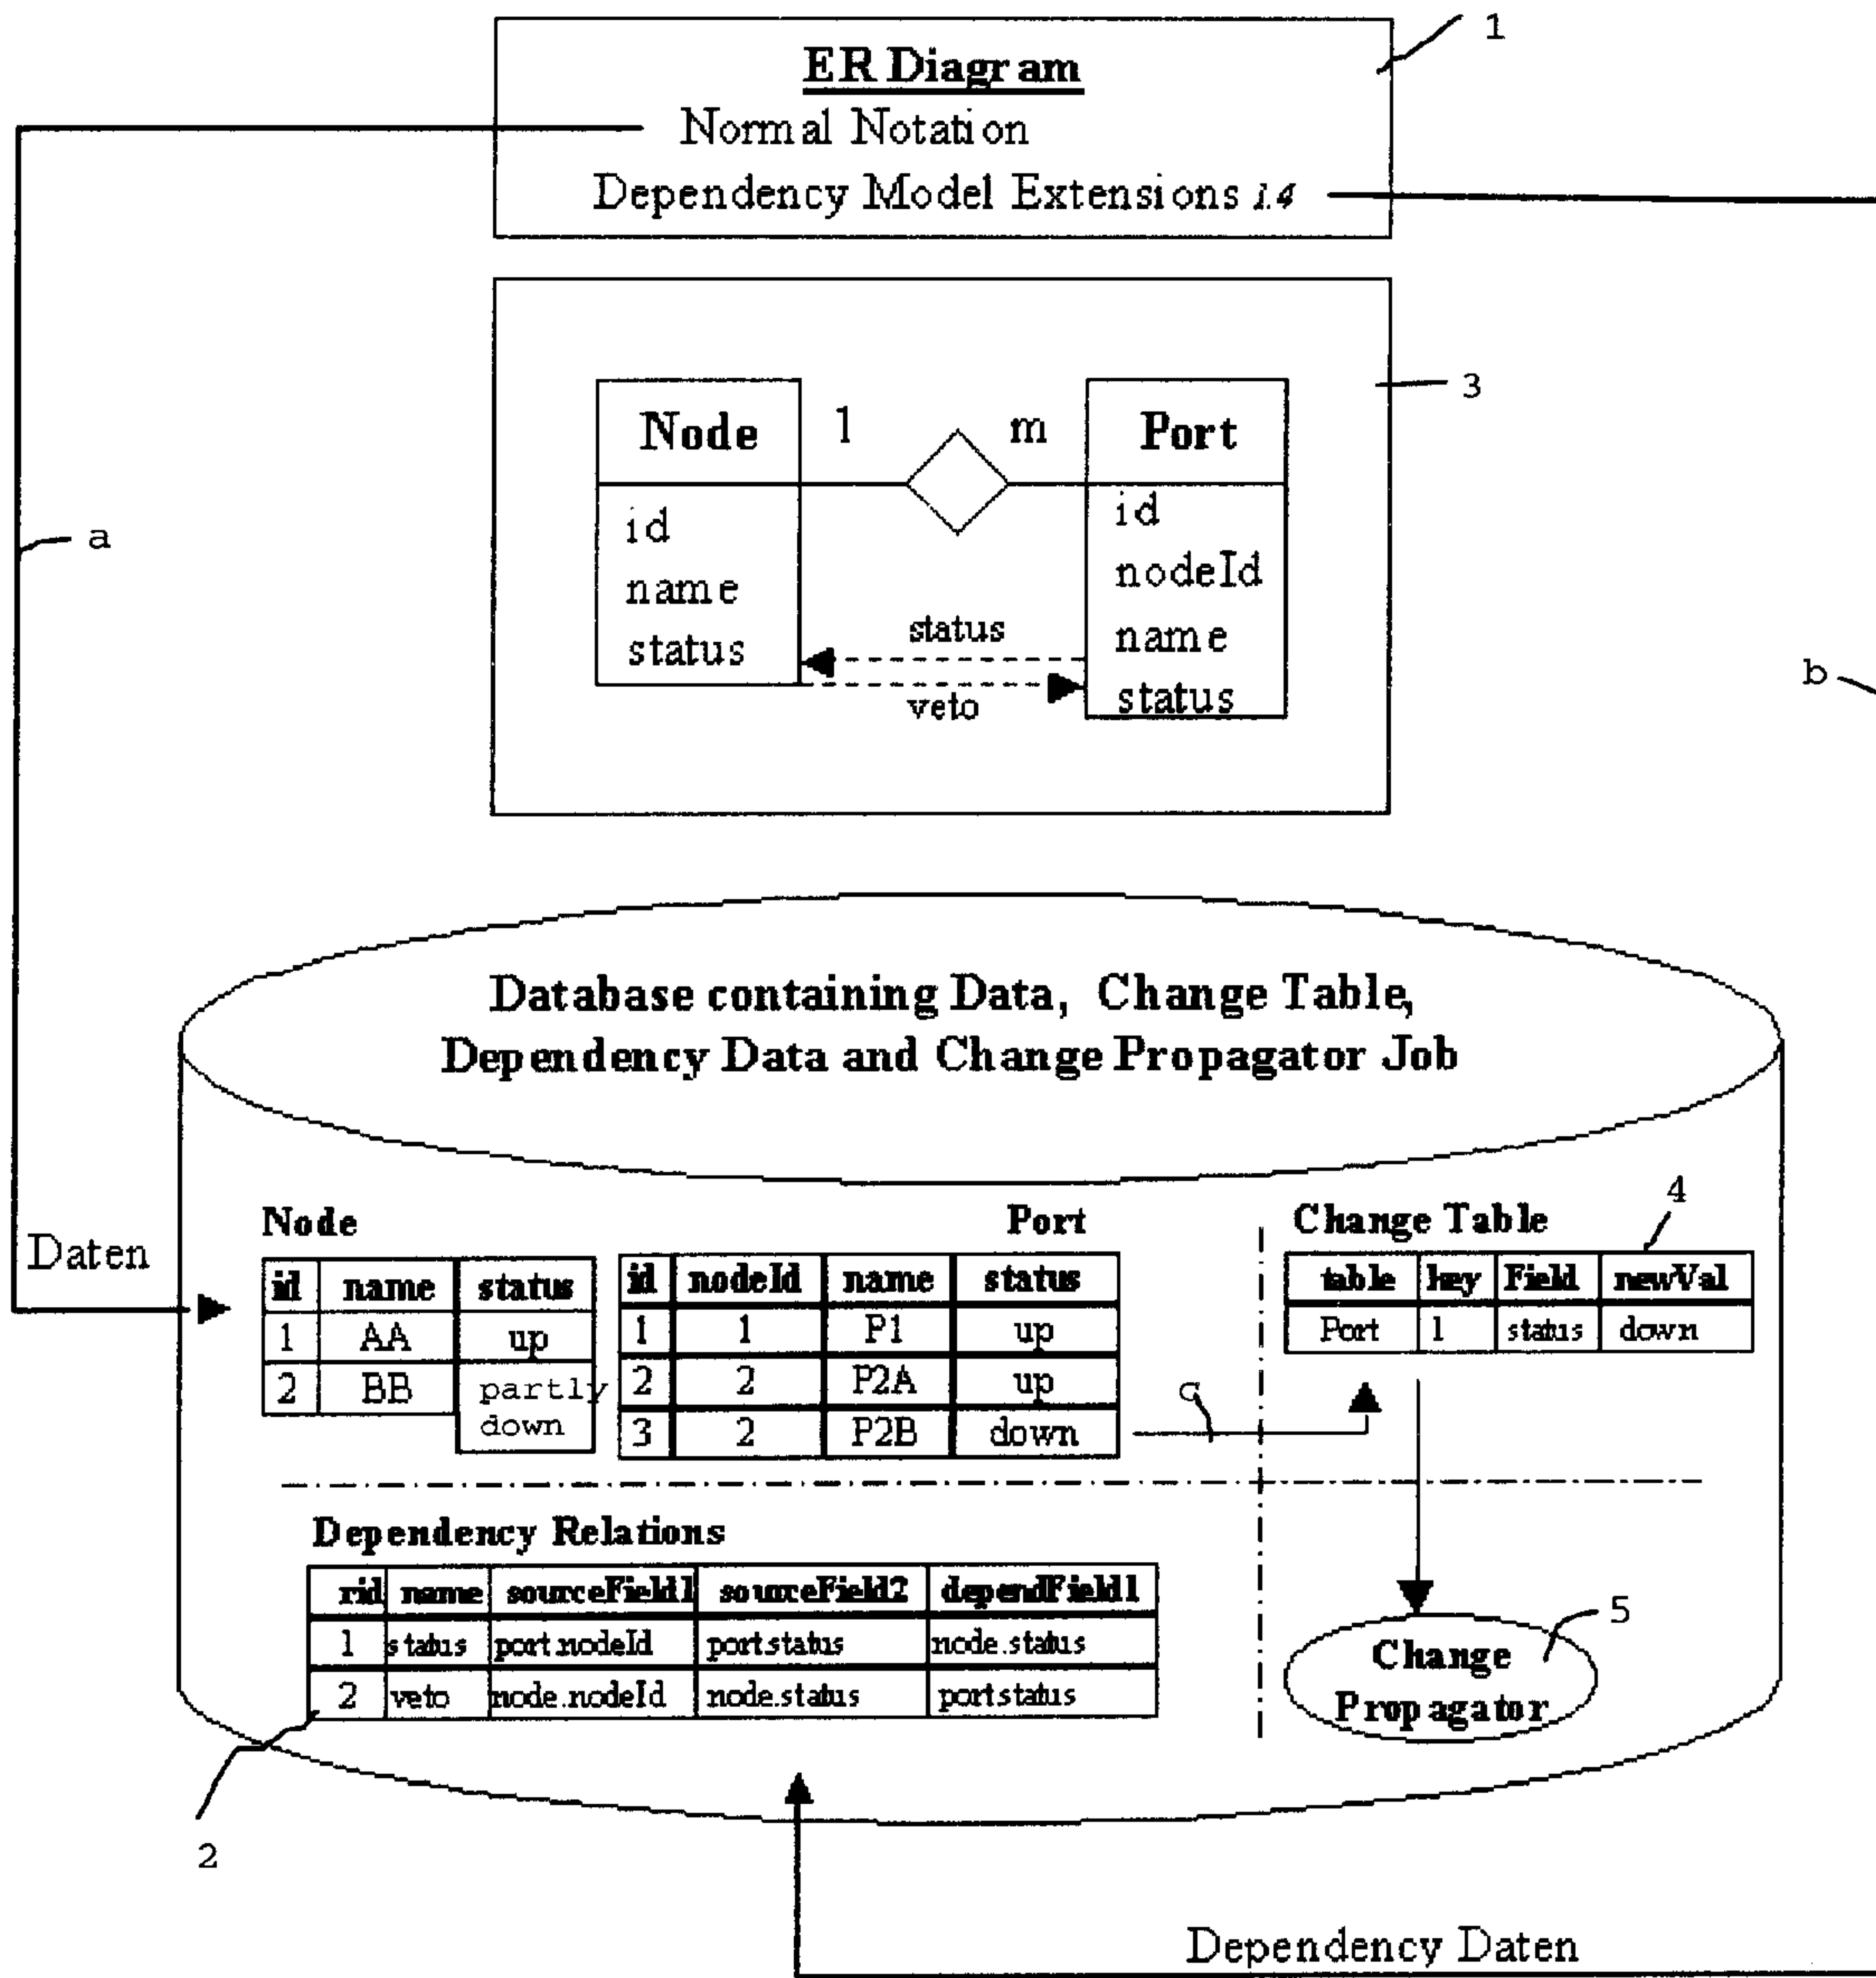 1
ER Diagram
Normal Notation
Dependency Model Extensions 1.4
3
Node 1 m Port
id
name
status
id
nodeId
name
status
status
veto
a
b
Database containing Data, Change Table,
Dependency Data and Change Propagator Job
Daten
Node
id name status
1 AA up
2 BB partly down
Port
id nodeId name status
1 1 P1 up
2 2 P2A up
3 2 P2B down
c
Change Table
4
table key Field newVal
Port 1 status down
Dependency Relations
rid name sourceField1 sourceField2 dependField1
1 status port.nodeId port.status node.status
2 veto node.nodeId node.status port.status
5
Change
Propagator
2
Dependency Daten